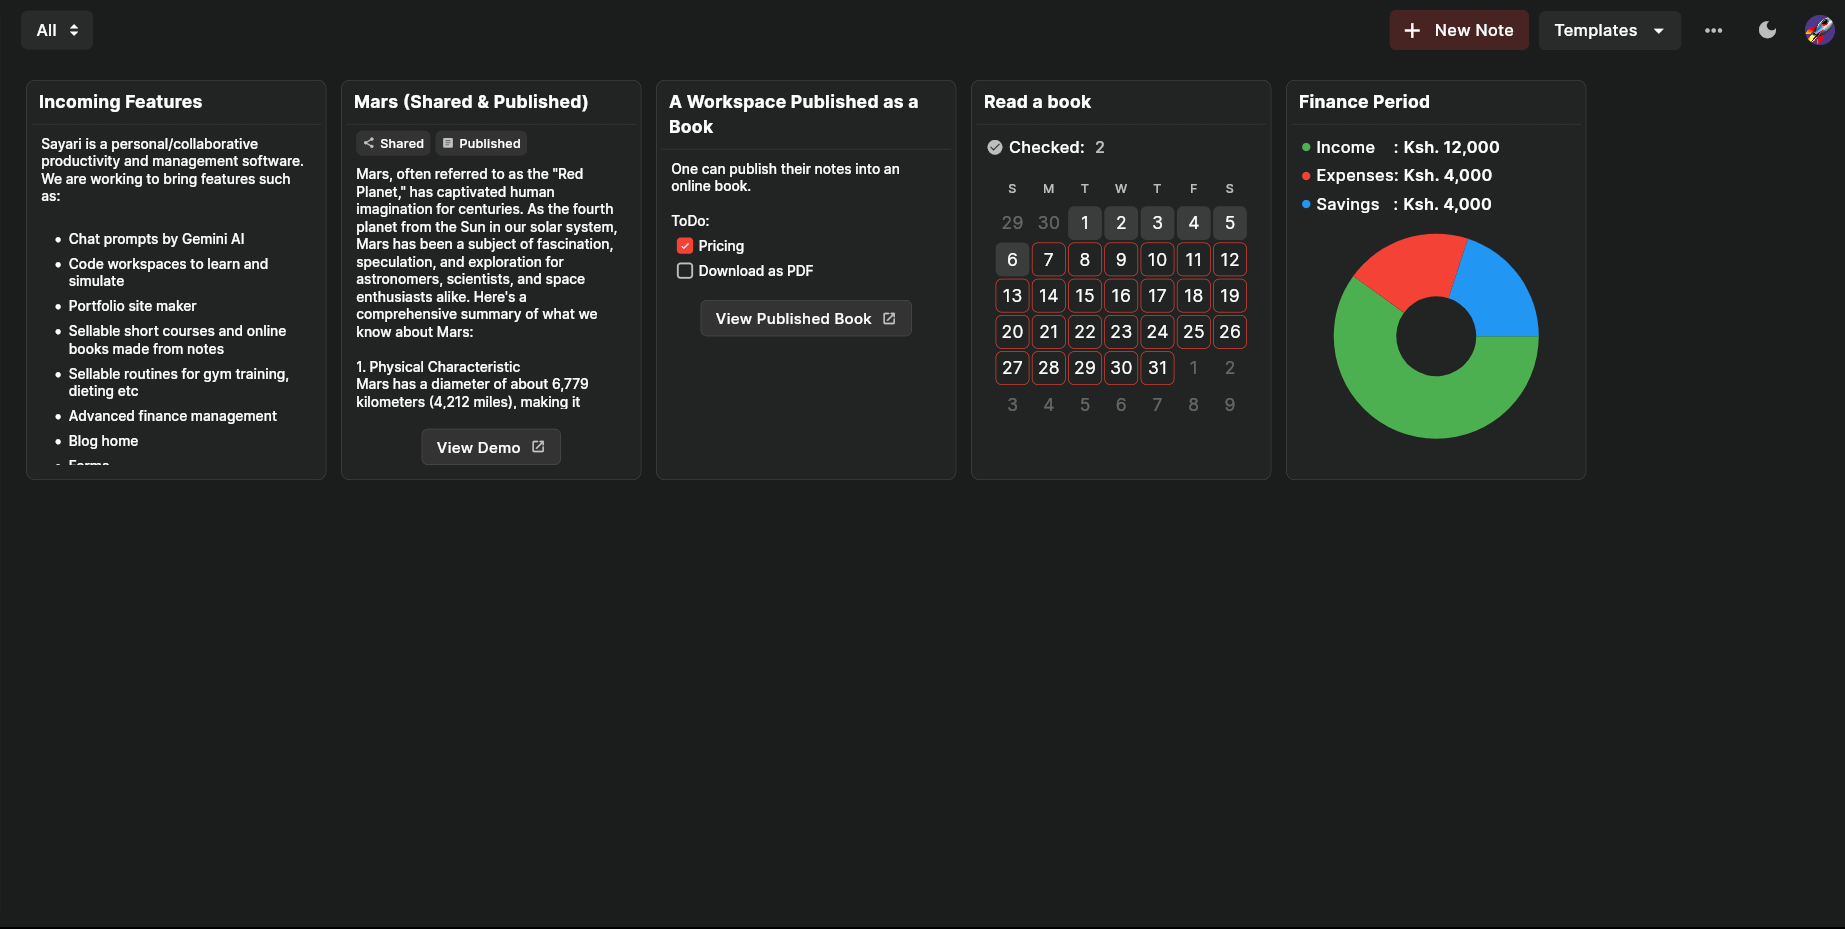 All
New Note
Templates
Incoming Features
Sayari is a personal/collaborative
productivity and management software.
We are working to bring features such
as:
• Chat prompts by Gemini AI
• Code workspaces to learn and
simulate
• Portfolio site maker
• Sellable short courses and online
books made from notes
• Sellable routines for gym training,
dieting etc
• Advanced finance management
• Blog home
Mars (Shared & Published)
Shared
Published
Mars, often referred to as the "Red
Planet," has captivated human
imagination for centuries. As the fourth
planet from the Sun in our solar system,
Mars has been a subject of fascination,
speculation, and exploration for
astronomers, scientists, and space
enthusiasts alike. Here's a
comprehensive summary of what we
know about Mars:
1. Physical Characteristic
Mars has a diameter of about 6,779
kilometers (4,212 miles), making it
View Demo
A Workspace Published as a
Book
One can publish their notes into an
online book.
ToDo:
Pricing
Download as PDF
View Published Book
Read a book
Checked: 2
S M T W T F S
29 30 1 2 3 4 5
6 7 8 9 10 11 12
13 14 15 16 17 18 19
20 21 22 23 24 25 26
27 28 29 30 31 1 2
3 4 5 6 7 8 9
Finance Period
Income : Ksh. 12,000
Expenses: Ksh. 4,000
Savings : Ksh. 4,000